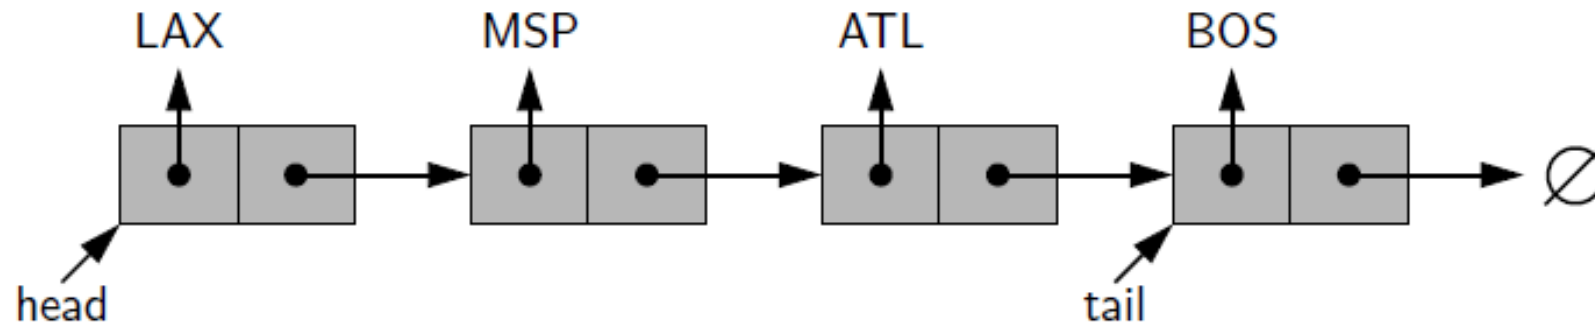 LAX MSP ATL BOS
∅
head tail